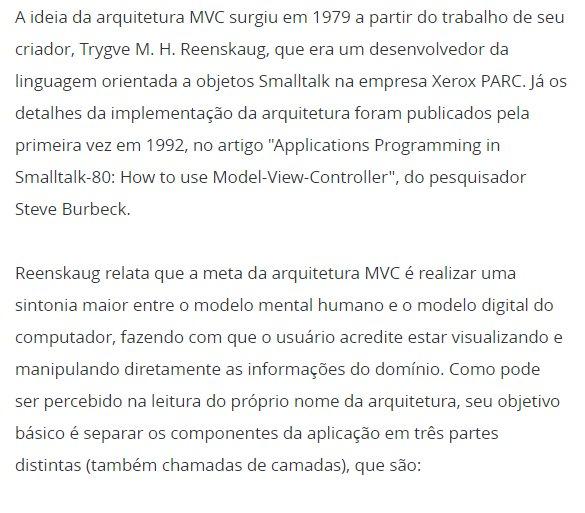 A ideia da arquitetura MVC surgiu em 1979 a partir do trabalho de seu
criador, Trygve M. H. Reenskaug, que era um desenvolvedor da
linguagem orientada a objetos Smalltalk na empresa Xerox PARC. Já os
detalhes da implementação da arquitetura foram publicados pela
primeira vez em 1992, no artigo "Applications Programming in
Smalltalk-80: How to use Model-View-Controller", do pesquisador
Steve Burbeck.
Reenskaug relata que a meta da arquitetura MVC é realizar uma
sintonia maior entre o modelo mental humano e o modelo digital do
computador, fazendo com que o usuário acredite estar visualizando e
manipulando diretamente as informações do domínio. Como pode
ser percebido na leitura do próprio nome da arquitetura, seu objetivo
básico é separar os componentes da aplicação em três partes
distintas (também chamadas de camadas), que são: